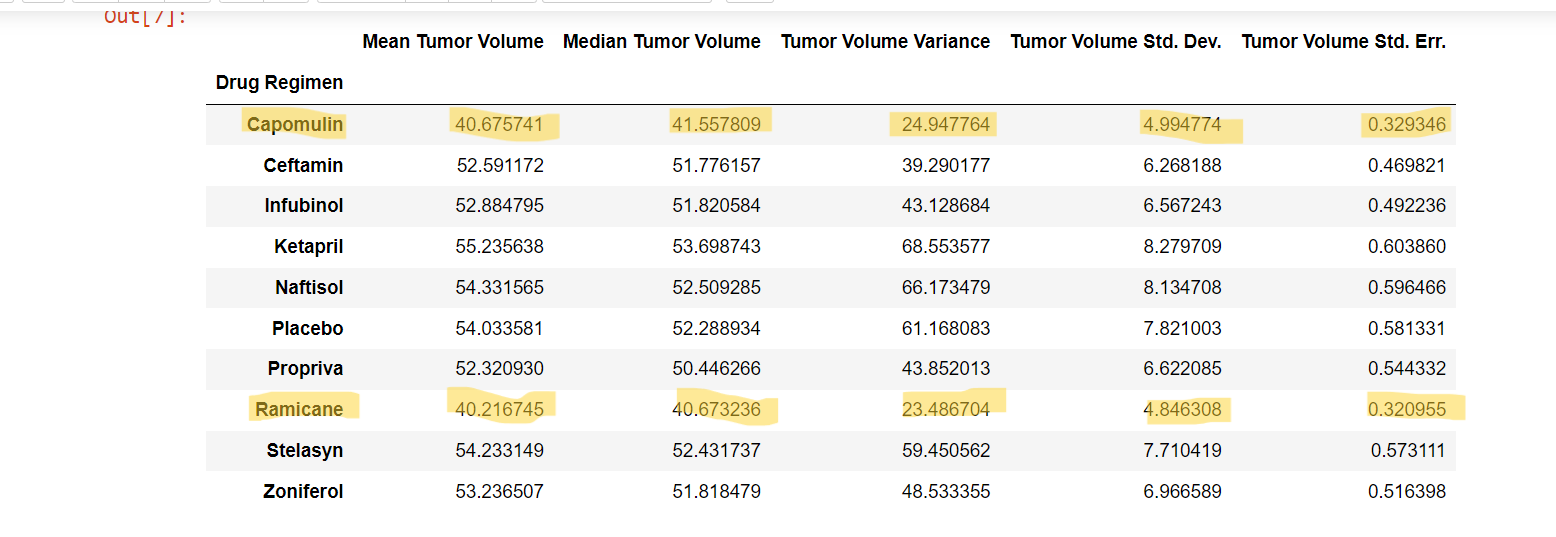 Out[7]:
Mean Tumor Volume Median Tumor Volume Tumor Volume Variance Tumor Volume Std. Dev. Tumor Volume Std. Err.
Drug Regimen
Capomulin 40.675741 41.557809 24.947764 4.994774 0.329346
Ceftamin 52.591172 51.776157 39.290177 6.268188 0.469821
Infubinol 52.884795 51.820584 43.128684 6.567243 0.492236
Ketapril 55.235638 53.698743 68.553577 8.279709 0.603860
Naftisol 54.331565 52.509285 66.173479 8.134708 0.596466
Placebo 54.033581 52.288934 61.168083 7.821003 0.581331
Propriva 52.320930 50.446266 43.852013 6.622085 0.544332
Ramicane 40.216745 40.673236 23.486704 4.846308 0.320955
Stelasyn 54.233149 52.431737 59.450562 7.710419 0.573111
Zoniferol 53.236507 51.818479 48.533355 6.966589 0.516398